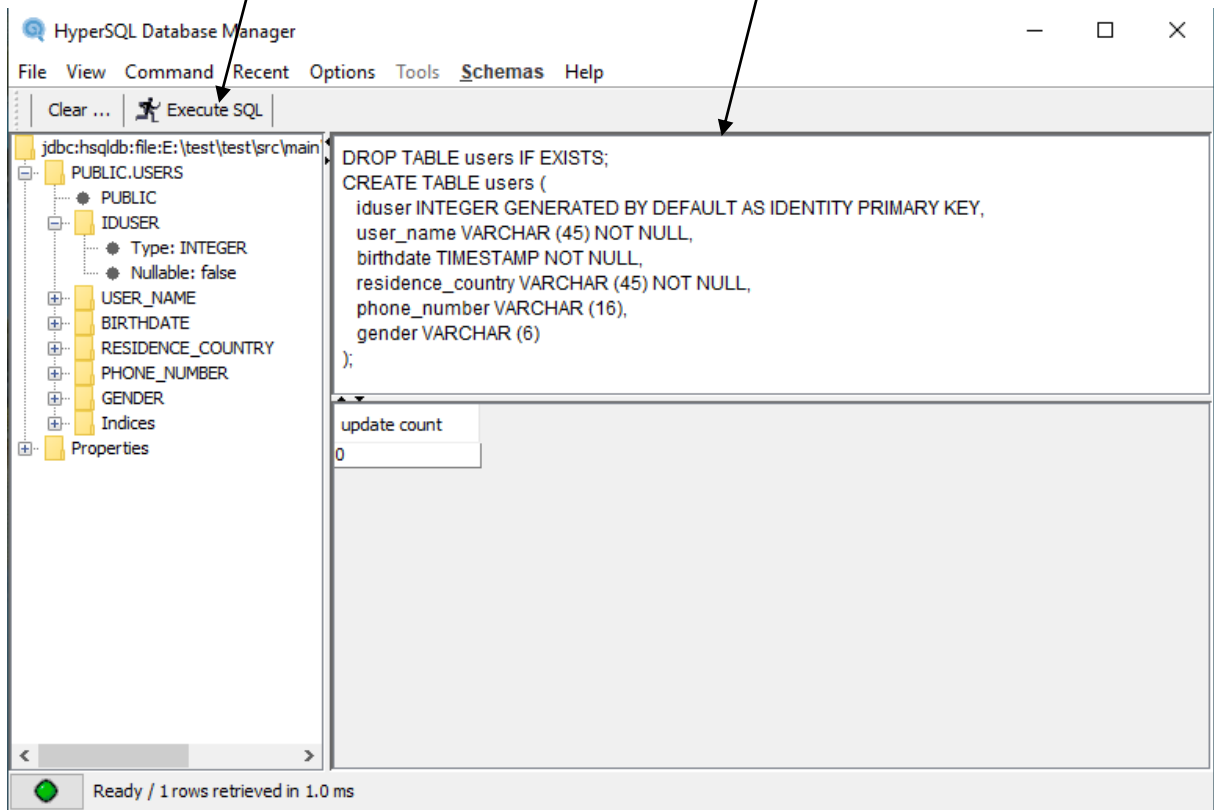 HyperSQL Database Manager
File View Command Recent Options Tools Schemas Help
Clear ... Execute SQL
jdbc:hsqldb:file:E:\test\test\src\main
PUBLIC.USERS
PUBLIC
IDUSER
Type: INTEGER
Nullable: false
USER_NAME
BIRTHDATE
RESIDENCE_COUNTRY
PHONE_NUMBER
GENDER
Indices
Properties
DROP TABLE users IF EXISTS;
CREATE TABLE users (
iduser INTEGER GENERATED BY DEFAULT AS IDENTITY PRIMARY KEY,
user_name VARCHAR (45) NOT NULL,
birthdate TIMESTAMP NOT NULL,
residence_country VARCHAR (45) NOT NULL,
phone_number VARCHAR (16),
gender VARCHAR (6)
);
update count
0
Ready / 1 rows retrieved in 1.0 ms